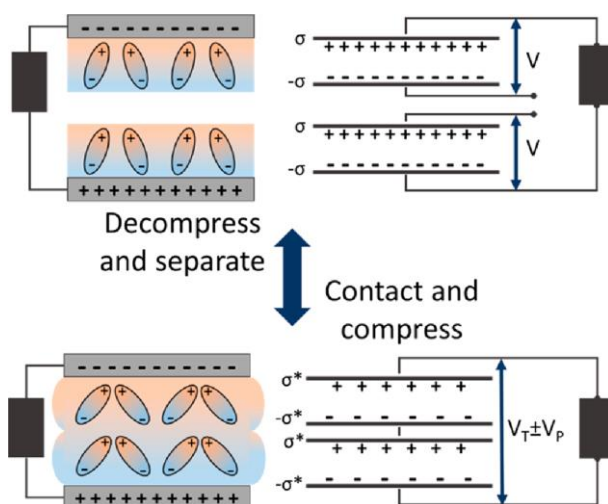 - - - - - - - - - -
+ + + +
- - - -
σ
+ + + + + + + + + + +
V
-σ
- - - - - - - - -
+ + + +
- - - -
σ
+ + + + + + + + + + +
V
-σ
- - - - - - - - -
+ + + + + + + + + + +
Decompress
and separate
Contact and
compress
- - - - - - - - - -
+ + + +
- - - -
+ + + +
- - - -
+ + + + + + + + + + +
σ*
+ + + + + +
-σ*
- - - - - -
σ*
+ + + + + +
-σ*
- - - - - -
V_T±V_P